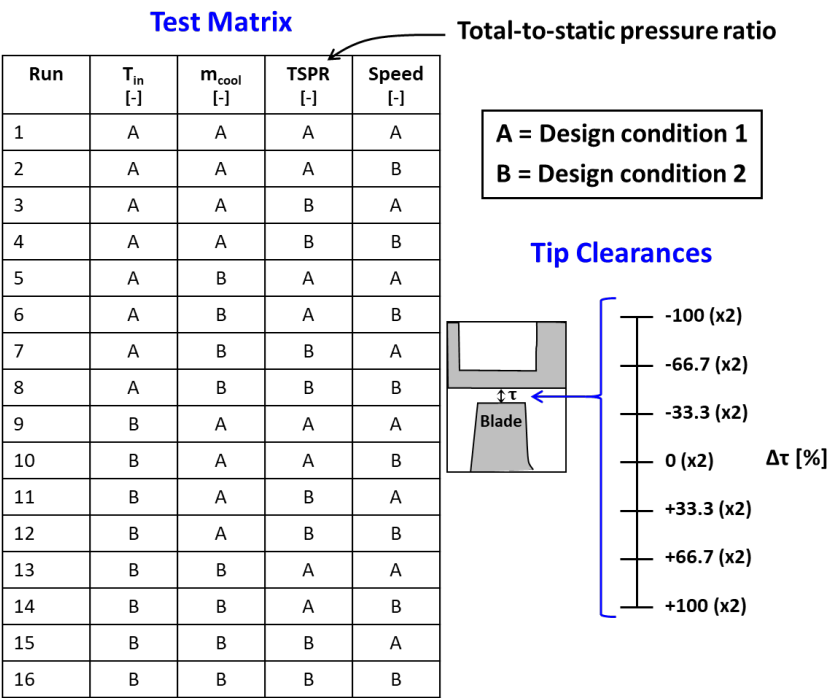 Test Matrix
Total-to-static pressure ratio
Run T_in m_cool TSPR Speed
[-] [-] [-] [-]
1 A A A A
2 A A A B
3 A A B A
4 A A B B
5 A B A A
6 A B A B
7 A B B A
8 A B B B
9 B A A A
10 B A A B
11 B A B A
12 B A B B
13 B B A A
14 B B A B
15 B B B A
16 B B B B
A = Design condition 1
B = Design condition 2
Tip Clearances
τ
Blade
-100 (x2)
-66.7 (x2)
-33.3 (x2)
0 (x2)
+33.3 (x2)
+66.7 (x2)
+100 (x2)
Δτ [%]